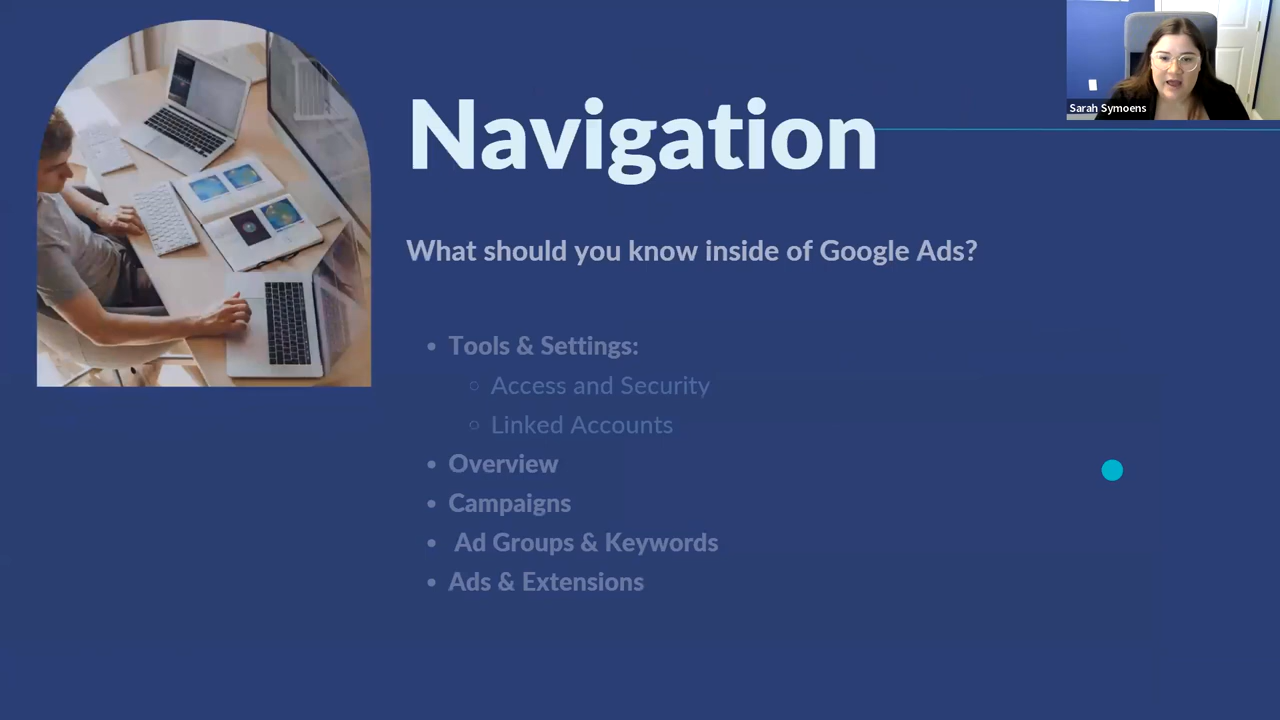 Sarah Symoens
Navigation
What should you know inside of Google Ads?
• Tools & Settings:
○ Access and Security
○ Linked Accounts
• Overview
• Campaigns
• Ad Groups & Keywords
• Ads & Extensions